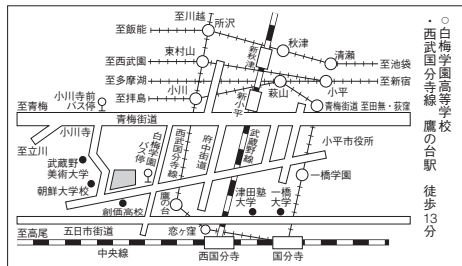 ○白梅学園高等学校
・西武国分寺線 鷹の台駅 徒歩13分
至川越
至飯能
所沢
秋津
新秋津
清瀬
至池袋
東村山
至西武園
至多摩湖
萩山
小平
至新宿
小川寺前
バス停
至拝島
小川
新小平
至青梅
青梅街道
青梅街道
至田無・荻窪
小川寺
至立川
白梅学園
バス停
西武国分寺線
府中街道
武蔵野線
小平市役所
武蔵野
美術大学
朝鮮大学校
一橋学園
創価高校
鷹の台
津田塾
大学
一橋
大学
五日市街道
恋ヶ窪
至高尾
中央線
西国分寺
国分寺